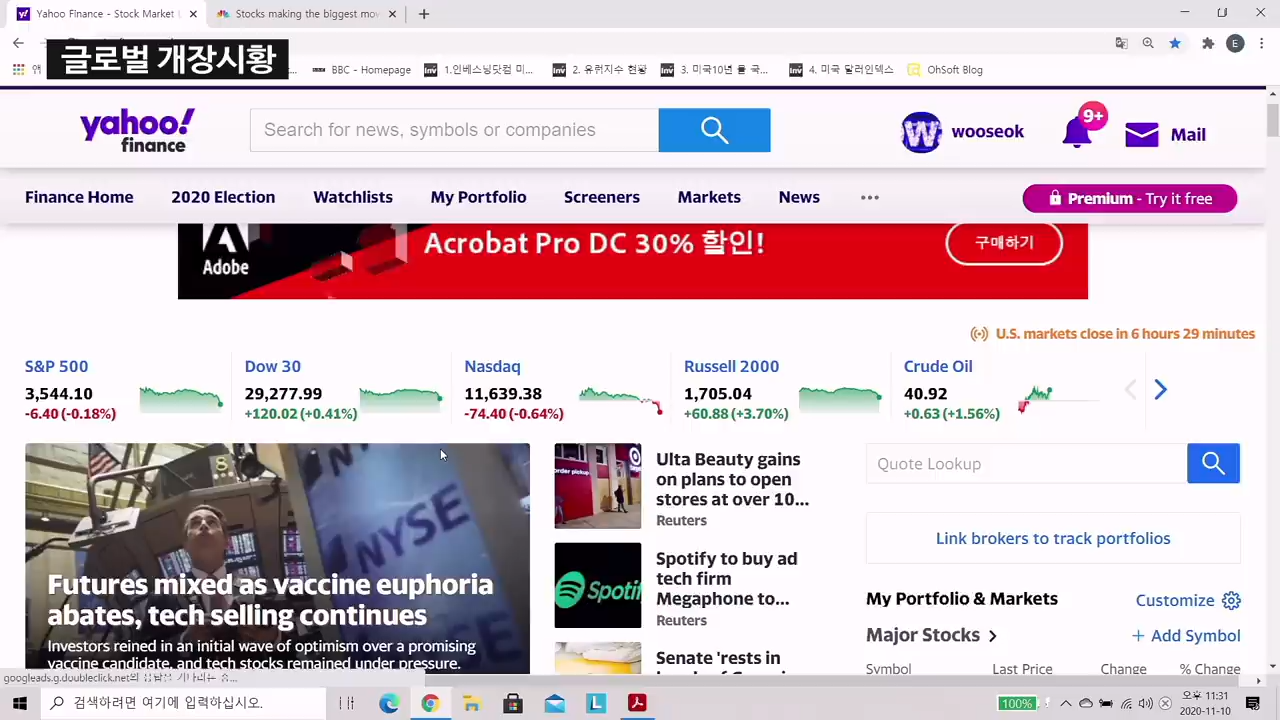 Yahoo Finance - Stock Market
Stocks making the biggest mov
글로벌 개장시황
BBC - Homepage
1.인베스팅닷컴 미...
2. 유럽지수 현황
3. 미국10년 물 국...
4. 미국 달러인덱스
OhSoft Blog
yahoo!
finance
Search for news, symbols or companies
W
wooseok
9+
Mail
Finance Home
2020 Election
Watchlists
My Portfolio
Screeners
Markets
News
Premium - Try it free
Adobe
Acrobat Pro DC 30% 할인!
구매하기
U.S. markets close in 6 hours 29 minutes
S&P 500
3,544.10
-6.40 (-0.18%)
Dow 30
29,277.99
+120.02 (+0.41%)
Nasdaq
11,639.38
-74.40 (-0.64%)
Russell 2000
1,705.04
+60.88 (+3.70%)
Crude Oil
40.92
+0.63 (+1.56%)
NYSE
Futures mixed as vaccine euphoria
abates, tech selling continues
Investors reined in an initial wave of optimism over a promising
vaccine candidate, and tech stocks remained under pressure.
order pickup
Ulta Beauty gains
on plans to open
stores at over 10...
Reuters
Spotify to buy ad
tech firm
Megaphone to...
Reuters
Senate 'rests in
Quote Lookup
Link brokers to track portfolios
My Portfolio & Markets
Customize
Major Stocks
+ Add Symbol
Symbol
Last Price
Change
% Change
검색하려면 여기에 입력하십시오.
100%
오후 11:31
2020-11-10